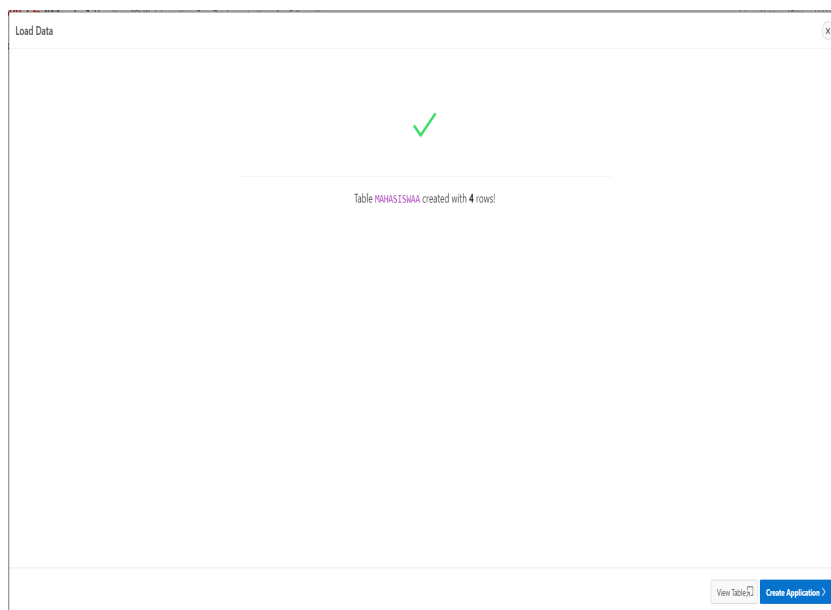 Load Data
X
Table MAHASISWAA created with 4 rows!
View Table
Create Application